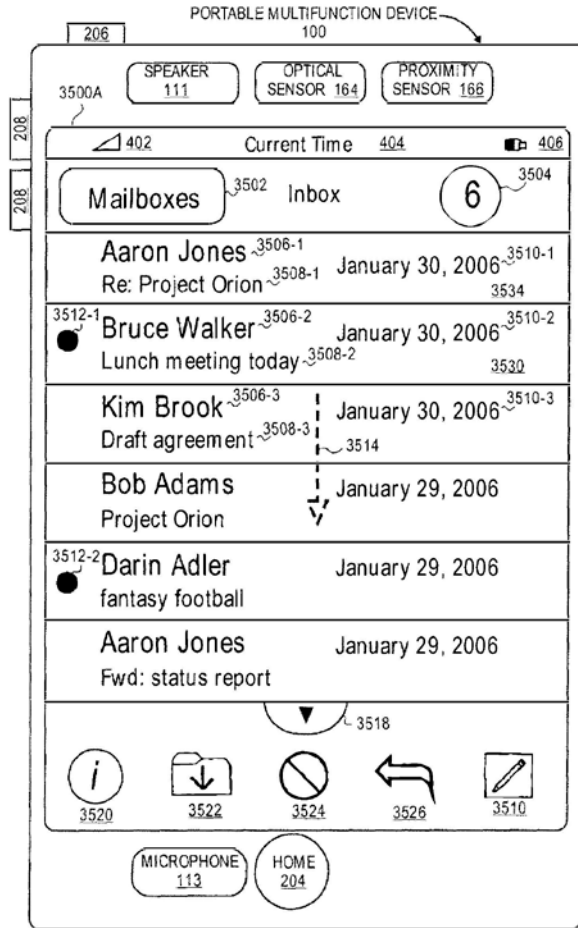 PORTABLE MULTIFUNCTION DEVICE
100
206
SPEAKER
111
OPTICAL
SENSOR 164
PROXIMITY
SENSOR 166
3500A
208
208
402
Current Time
404
406
Mailboxes
3502
Inbox
6
3504
Aaron Jones
3506-1
January 30, 2006
3510-1
Re: Project Orion
3508-1
3534
3512-1
Bruce Walker
3506-2
January 30, 2006
3510-2
Lunch meeting today
3508-2
3530
Kim Brook
3506-3
January 30, 2006
3510-3
Draft agreement
3508-3
3514
Bob Adams
January 29, 2006
Project Orion
3512-2
Darin Adler
January 29, 2006
fantasy football
Aaron Jones
January 29, 2006
Fwd: status report
3518
i
3520
3522
3524
3526
3510
MICROPHONE
113
HOME
204